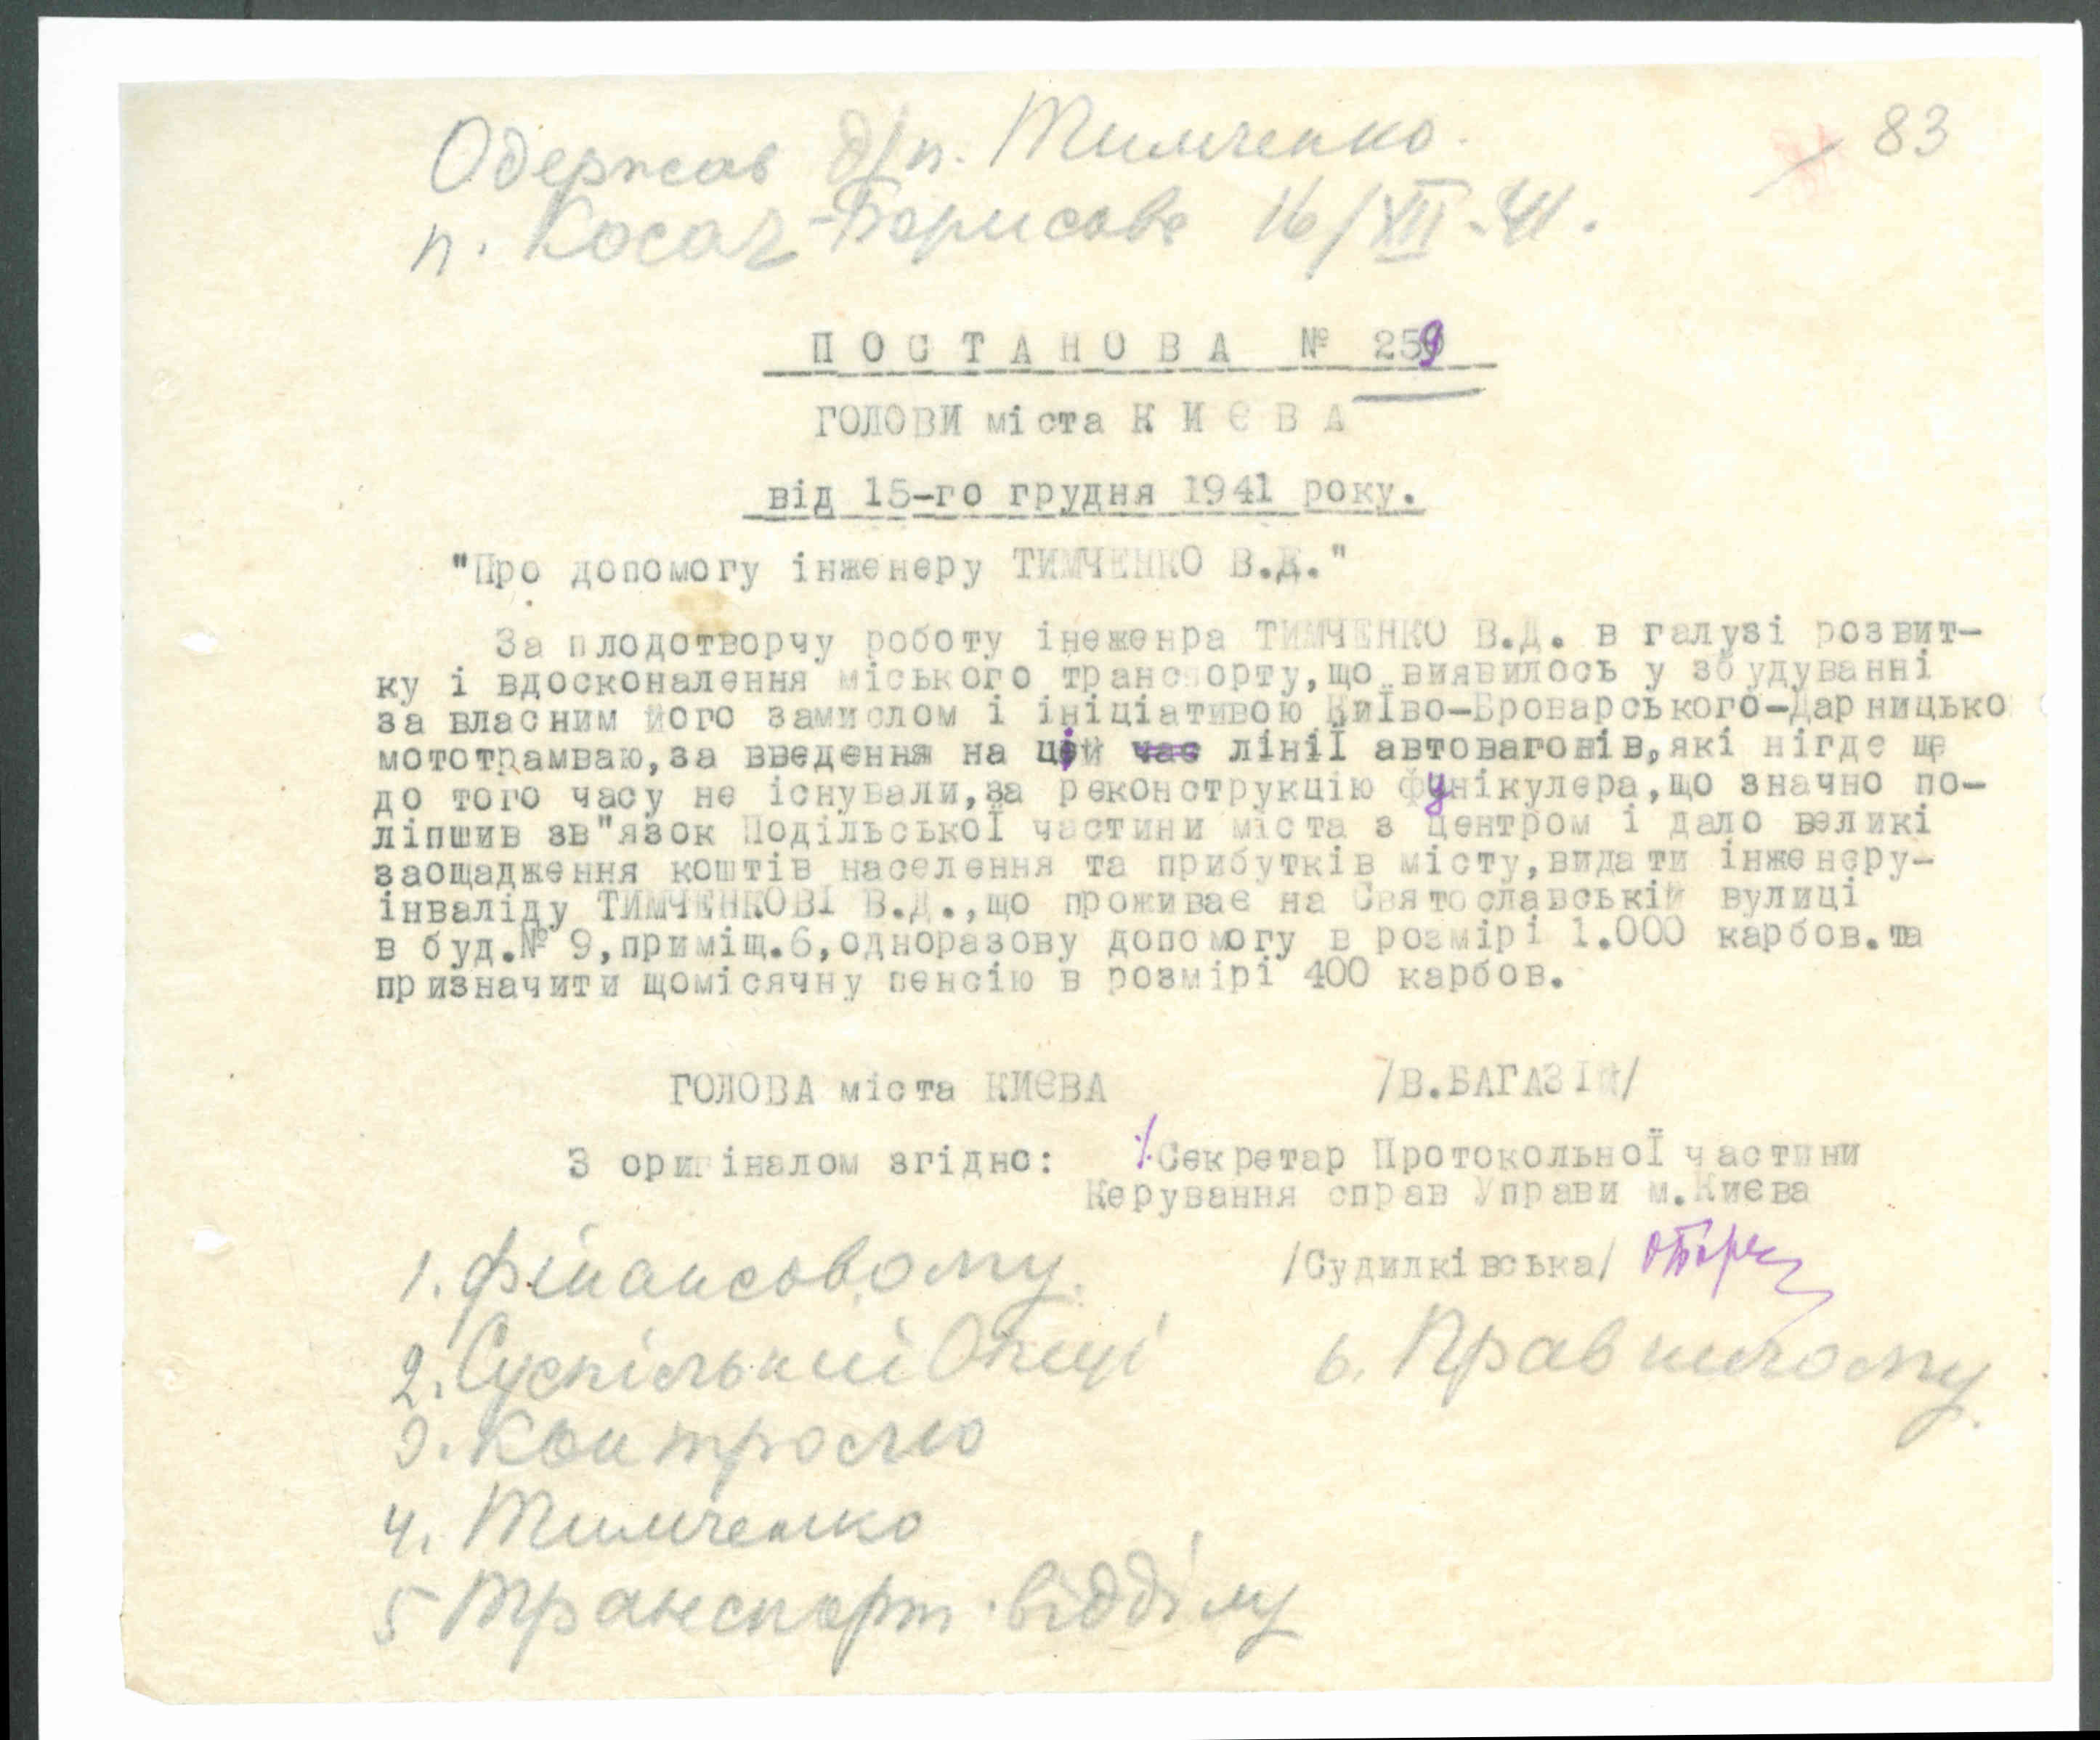 83
Одержав д/п. Тимченко.
п. Косач-Борисова 16/XII-41.
ПОСТАНОВА № 259
ГОЛОВИ міста КИЄВА
від 15-го грудня 1941 року.
"Про допомогу інженеру ТИМЧЕНКО В.Д."
За плодотворчу роботу інеженра ТИМЧЕНКО В.Д. в галузі розвит-
ку і вдосконалення міського транспорту,що виявилось у збудуванні
за власним його замислом і ініціативою Київо-Броварського-Дарницько
мототрамваю,за введення на цій час лінії автовагонів,які нігде ще
до того часу не існували,за реконструкцію фунікулера,що значно по-
ліпшив зв"язок Подільської частини міста з центром і дало великі
заощадження коштів населення та прибутків місту,видати інженеру-
інваліду ТИМЧЕНКОВІ В.Д.,що проживає на Святославській вулиці
в буд.№ 9,приміщ.6,одноразову допомогу в розмірі 1.000 карбов.та
призначити щомісячну пенсію в розмірі 400 карбов.
ГОЛОВА міста КИЄВА /В.БАГАЗІЙ/
З оригіналом згідно: Секретар Протокольної частини
Керування справ Управи м.Києва
/Судилківська/
1. Фінансовому.
2. Суспільний Опіці
6. Правничому.
3. Контролю
4. Тимченко
5 Транспорт. відділу